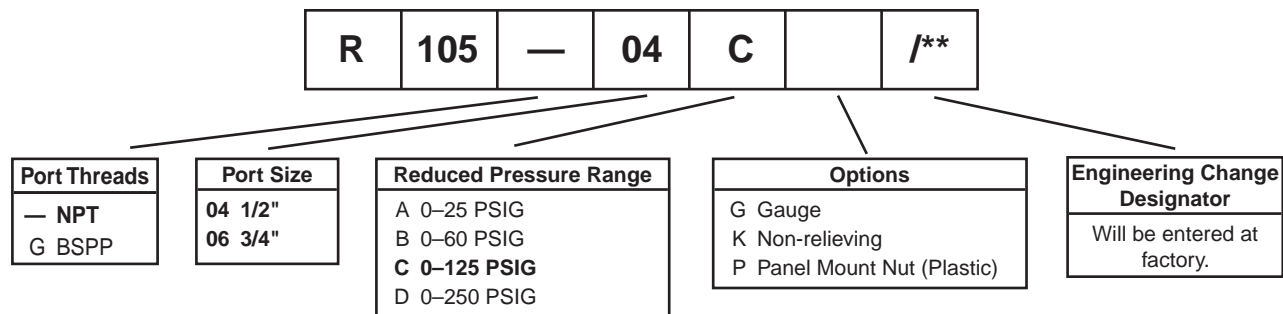 R 105 — 04 C /**
Port Threads
— NPT
G BSPP
Port Size
04 1/2"
06 3/4"
Reduced Pressure Range
A 0–25 PSIG
B 0–60 PSIG
C 0–125 PSIG
D 0–250 PSIG
Options
G Gauge
K Non-relieving
P Panel Mount Nut (Plastic)
Engineering Change
Designator
Will be entered at
factory.